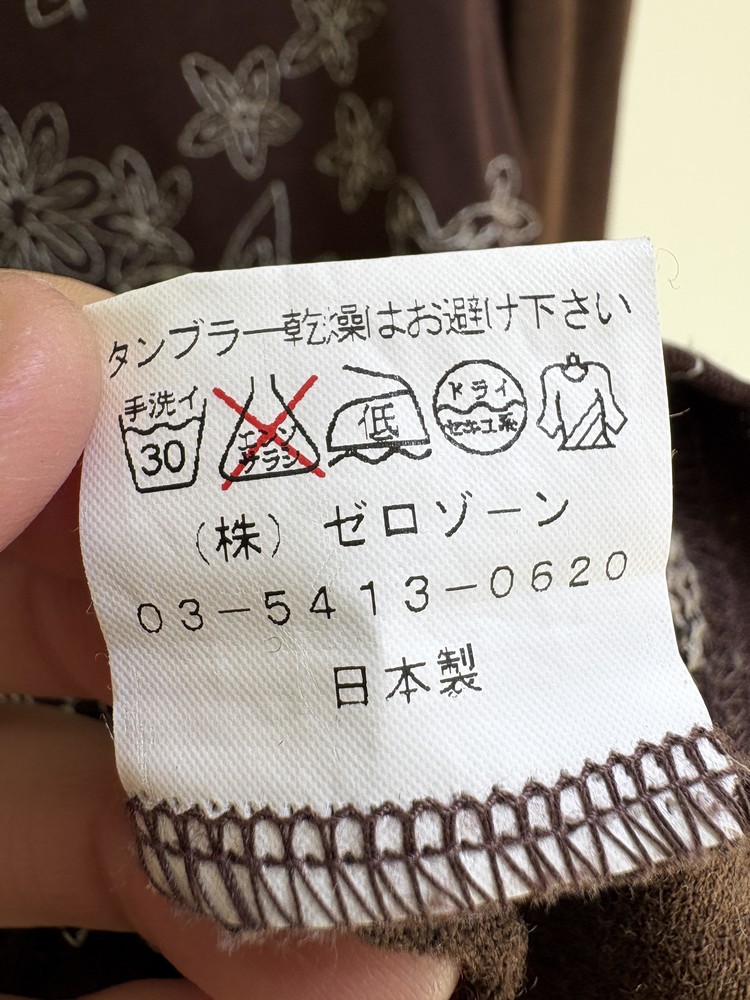 タンブラー乾燥はお避け下さい
手洗イ
30
エンソ
サラシ
低
ドライ
セキユ系
(株) ゼロゾーン
03-5413-0620
日本製